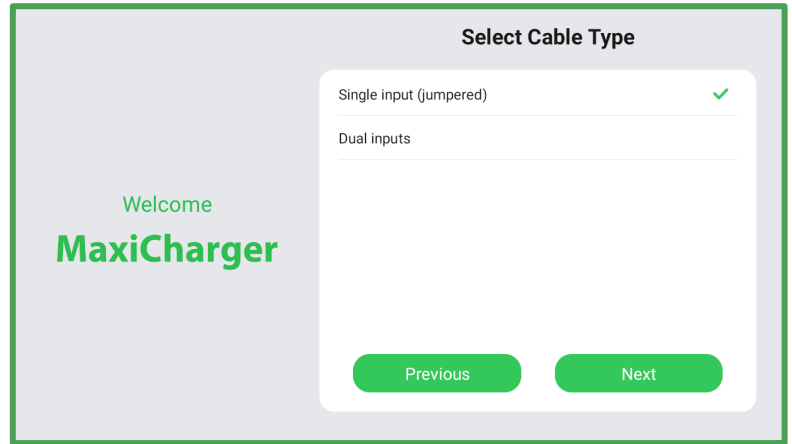 Select Cable Type
Single input (jumpered)
Dual inputs
Welcome
MaxiCharger
Previous
Next